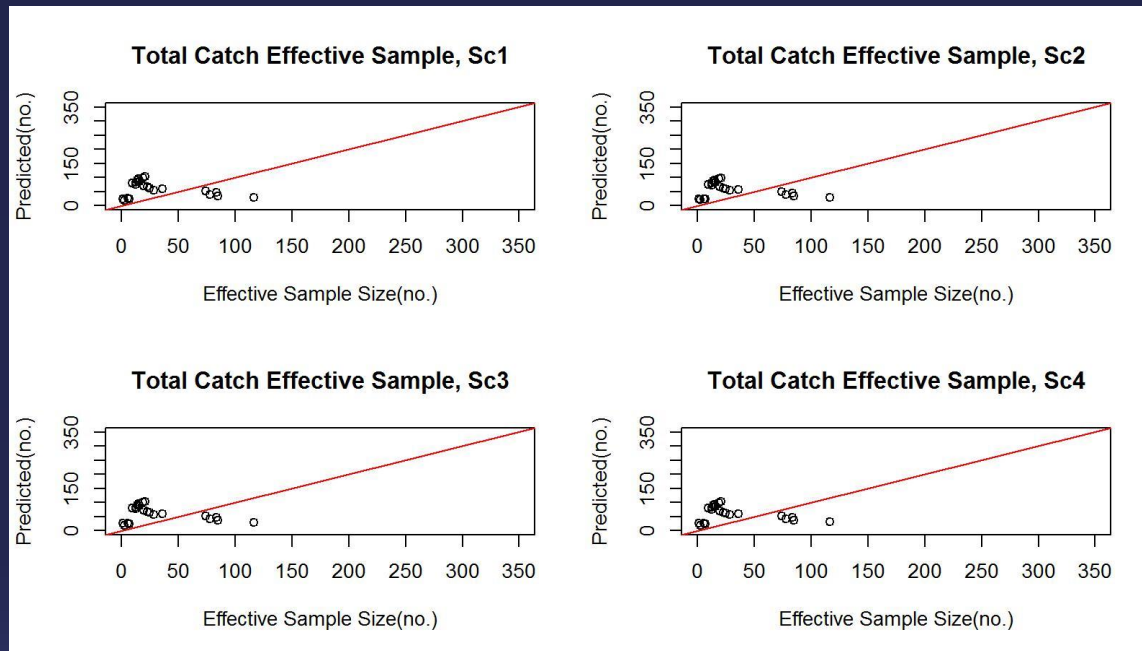 Total Catch Effective Sample, Sc1
Predicted(no.)
0 150 350
0 50 100 150 200 250 300 350
Effective Sample Size(no.)
Total Catch Effective Sample, Sc2
Predicted(no.)
0 150 350
0 50 100 150 200 250 300 350
Effective Sample Size(no.)
Total Catch Effective Sample, Sc3
Predicted(no.)
0 150 350
0 50 100 150 200 250 300 350
Effective Sample Size(no.)
Total Catch Effective Sample, Sc4
Predicted(no.)
0 150 350
0 50 100 150 200 250 300 350
Effective Sample Size(no.)